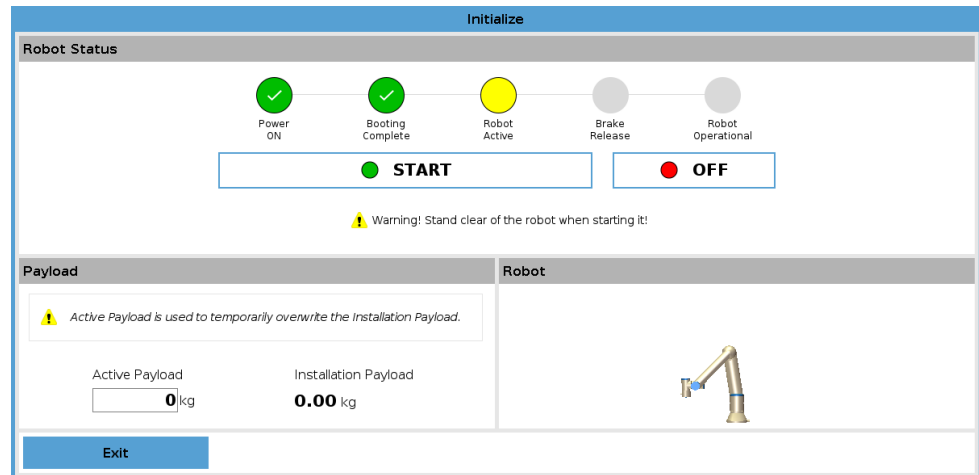 Initialize
Robot Status
Power
ON
Booting
Complete
Robot
Active
Brake
Release
Robot
Operational
START
OFF
Warning! Stand clear of the robot when starting it!
Payload
Robot
Active Payload is used to temporarily overwrite the Installation Payload.
Active Payload
Installation Payload
0 kg
0.00 kg
Exit